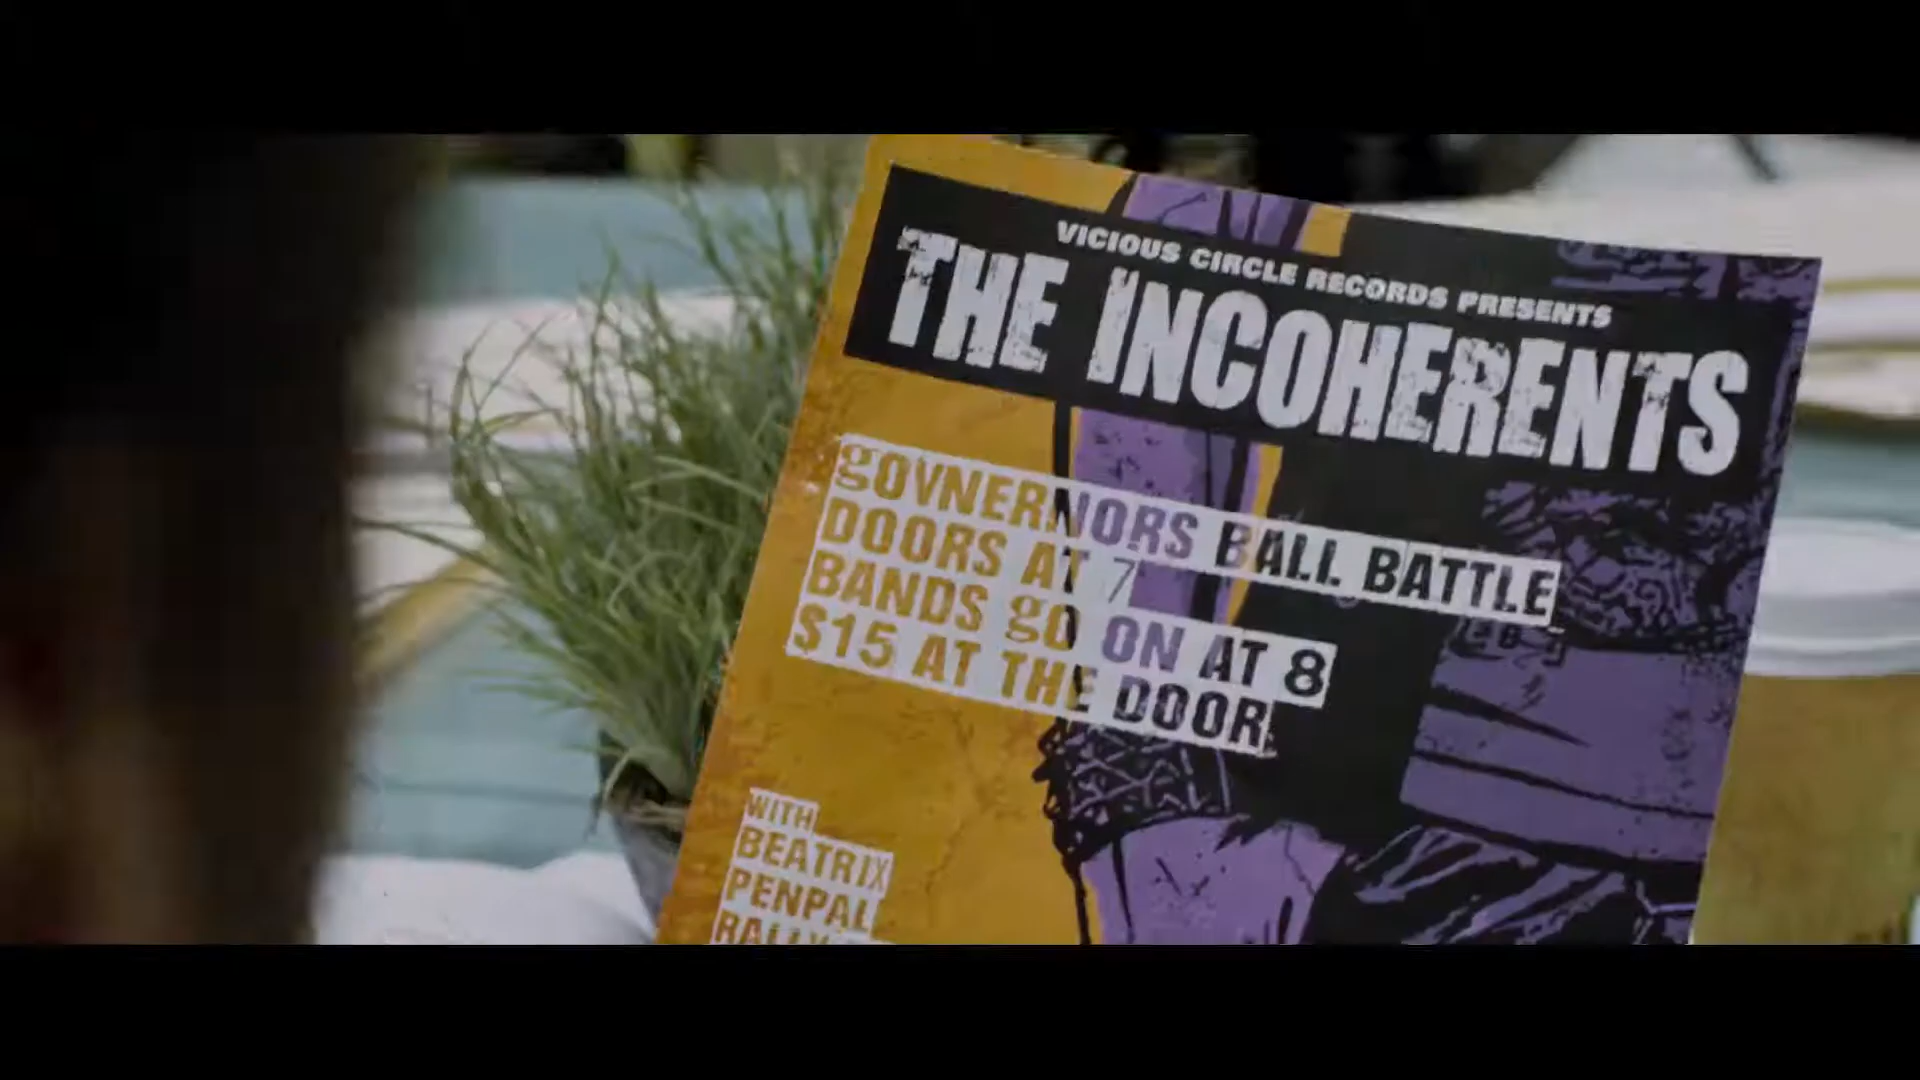 VICIOUS CIRCLE RECORDS PRESENTS
THE INCOHERENTS
gOVNERNORS BALL BATTLE
DOORS AT 7
BANDS gO ON AT 8
$15 AT THE DOOR
WITH
BEATRIX
PENPAL